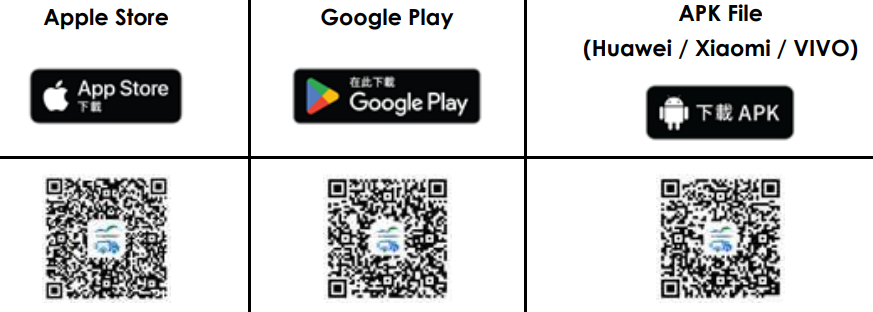 Apple Store
App Store
下載
Google Play
在此下載
Google Play
APK File
(Huawei / Xiaomi / VIVO)
下載 APK